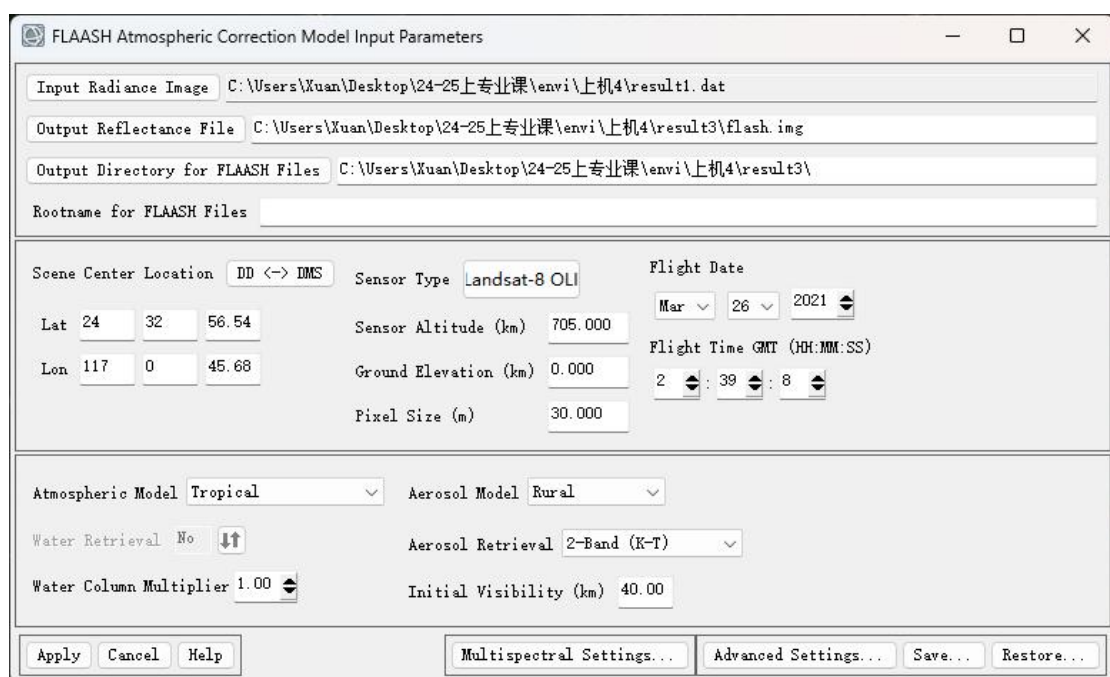 FLAASH Atmospheric Correction Model Input Parameters
Input Radiance Image C:\Users\Xuan\Desktop\24-25上专业课\envi\上机4\result1.dat
Output Reflectance File C:\Users\Xuan\Desktop\24-25上专业课\envi\上机4\result3\flash.img
Output Directory for FLAASH Files C:\Users\Xuan\Desktop\24-25上专业课\envi\上机4\result3\
Rootname for FLAASH Files
Scene Center Location DD <-> DMS
Lat 24 32 56.54
Lon 117 0 45.68
Sensor Type Landsat-8 OLI
Sensor Altitude (km) 705.000
Ground Elevation (km) 0.000
Pixel Size (m) 30.000
Flight Date
Mar 26 2021
Flight Time GMT (HH:MM:SS)
2 : 39 : 8
Atmospheric Model Tropical
Water Retrieval No
Water Column Multiplier 1.00
Aerosol Model Rural
Aerosol Retrieval 2-Band (K-T)
Initial Visibility (km) 40.00
Apply Cancel Help Multispectral Settings... Advanced Settings... Save... Restore...